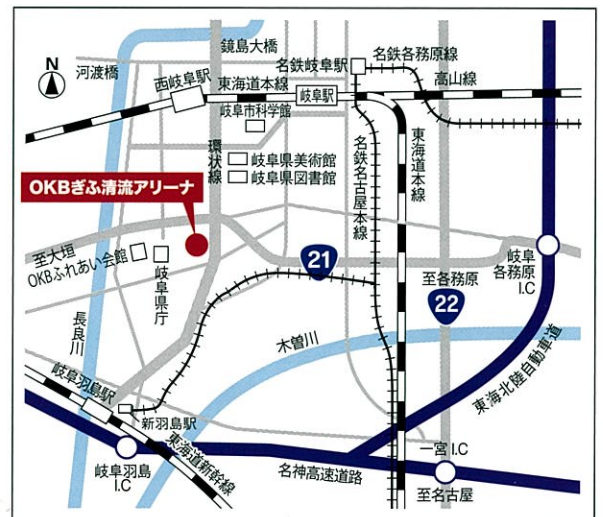 鏡島大橋
N
河渡橋
西岐阜駅
東海道本線
名鉄岐阜駅
名鉄各務原線
高山線
岐阜駅
岐阜市科学館
環状線
岐阜県美術館
岐阜県図書館
名鉄名古屋本線
東海道本線
OKBぎふ清流アリーナ
至大垣
OKBふれあい会館
岐阜県庁
21
至各務原
22
岐阜
各務原
I.C
長良川
木曽川
東海北陸自動車道
岐阜羽島駅
新羽島駅
岐阜羽島
I.C
東海道新幹線
名神高速道路
一宮 I.C
至名古屋